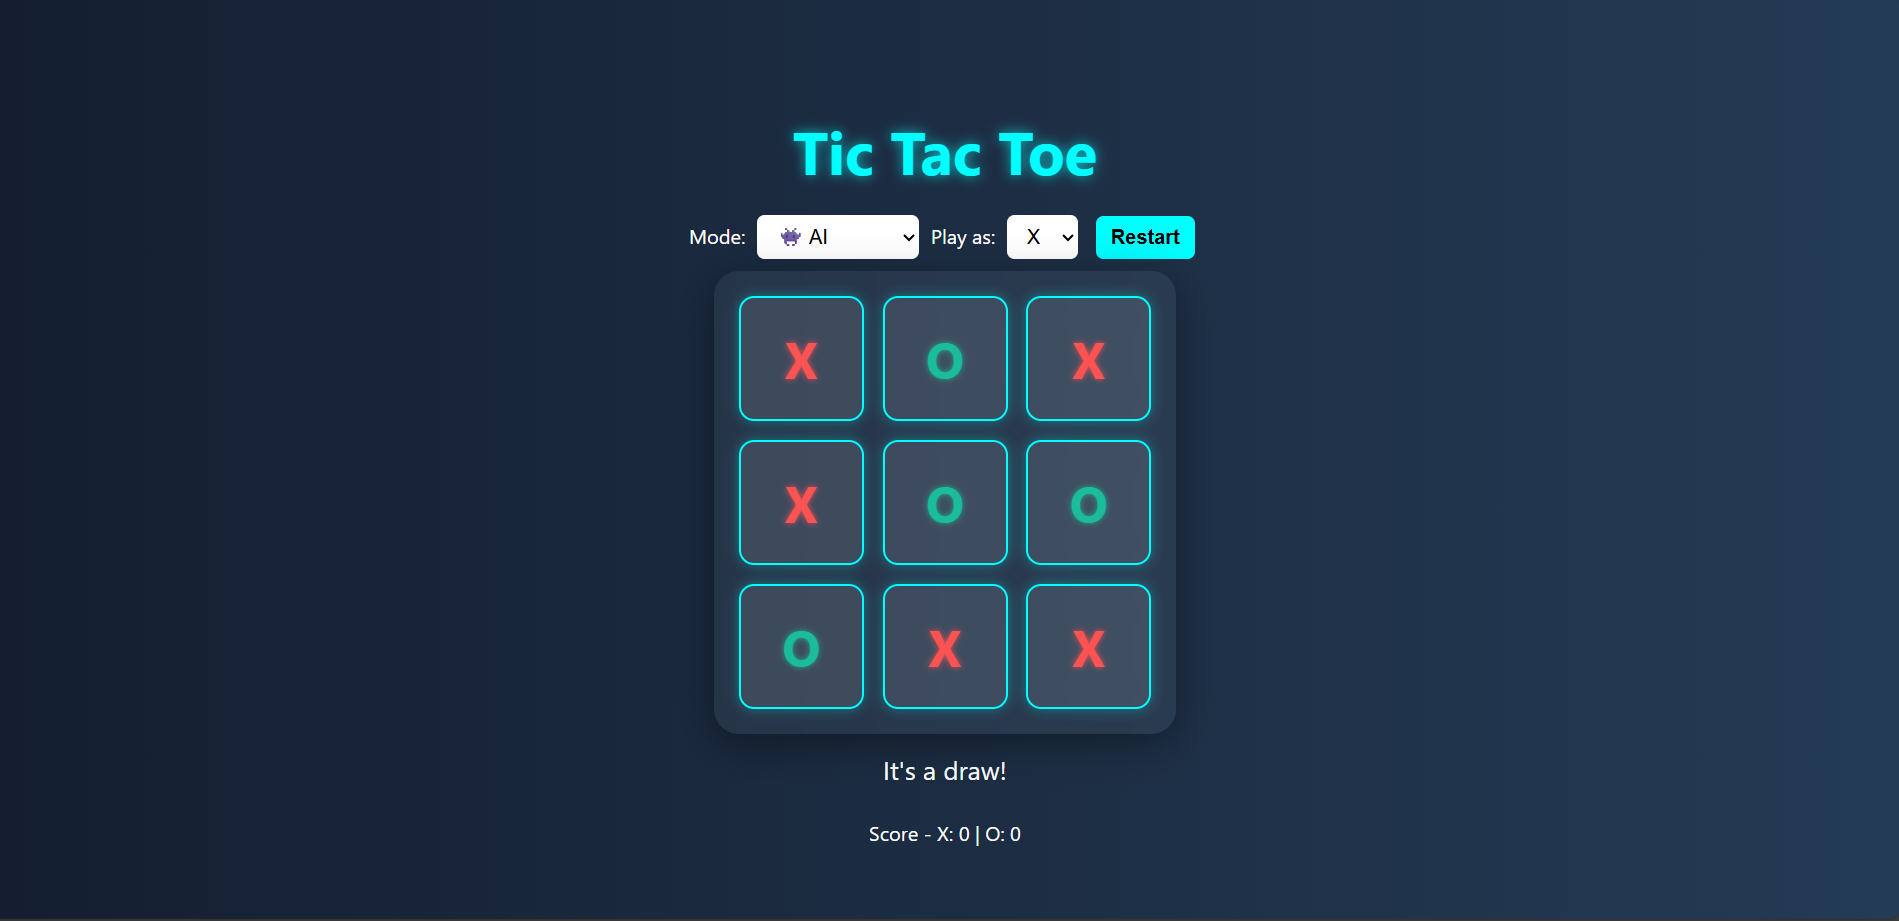 Tic Tac Toe
Mode: 👾 AI Play as: X Restart
X O X
X O O
O X X
It's a draw!
Score - X: 0 | O: 0